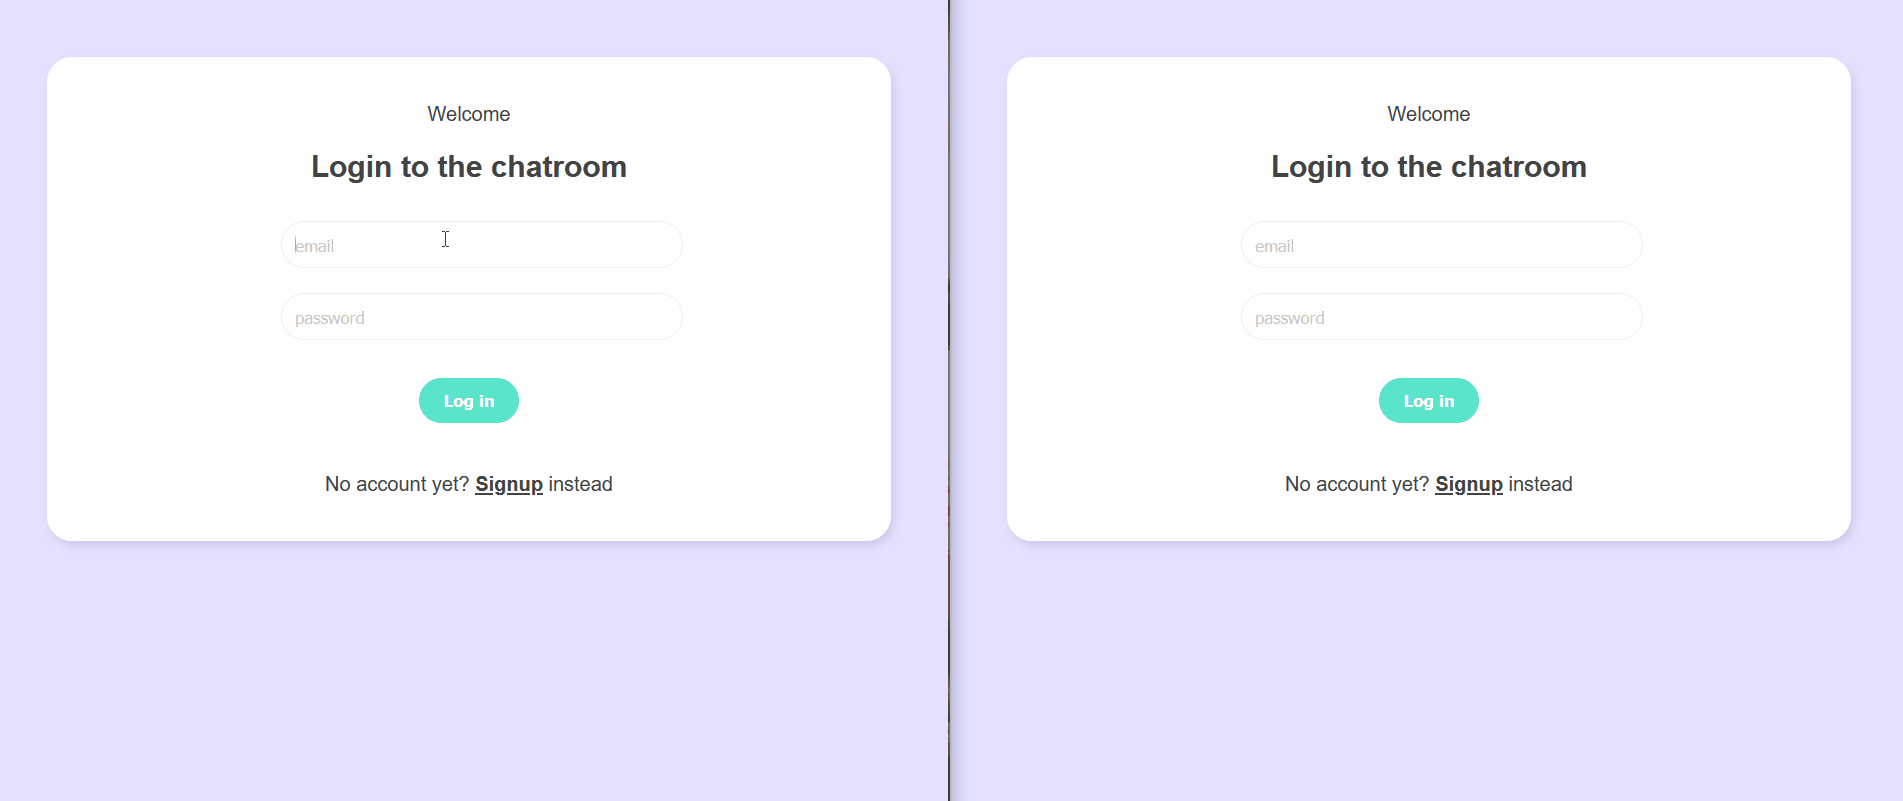 Welcome
Login to the chatroom
email
password
Log in
No account yet? Signup instead
Welcome
Login to the chatroom
email
password
Log in
No account yet? Signup instead